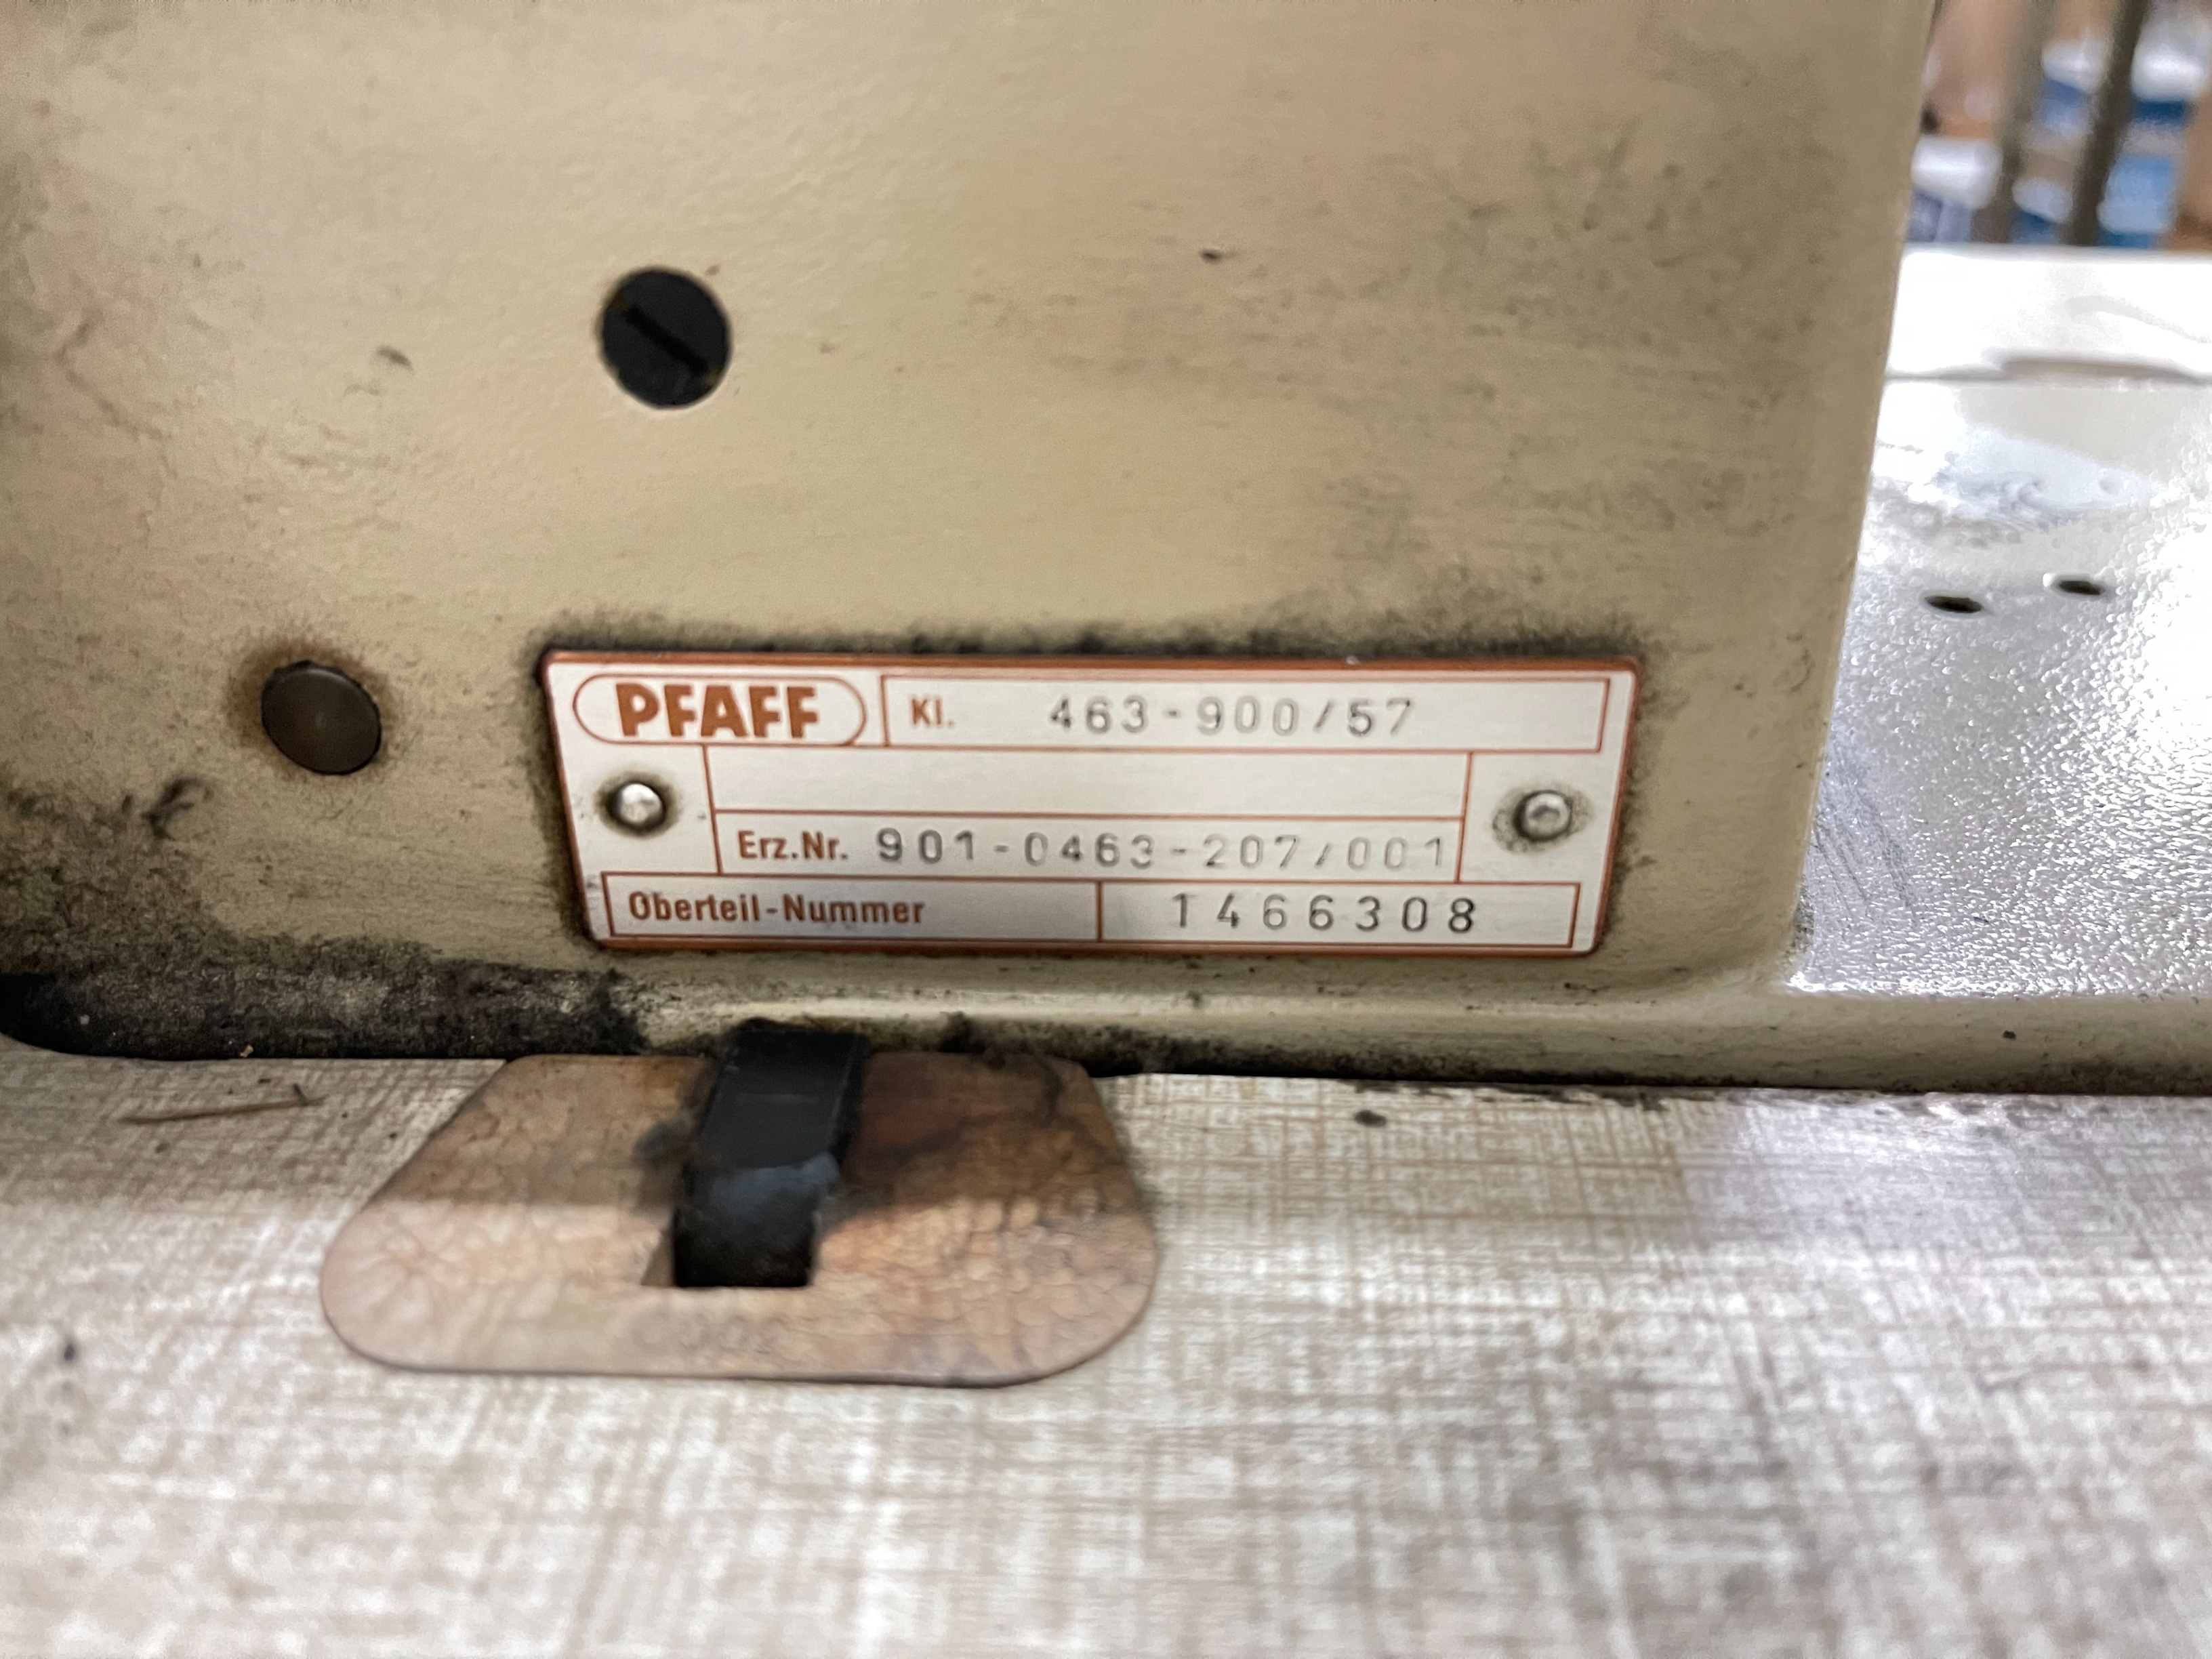 PFAFF Kl. 463-900/57
Erz.Nr. 901-0463-207/001
Oberteil-Nummer 1466308